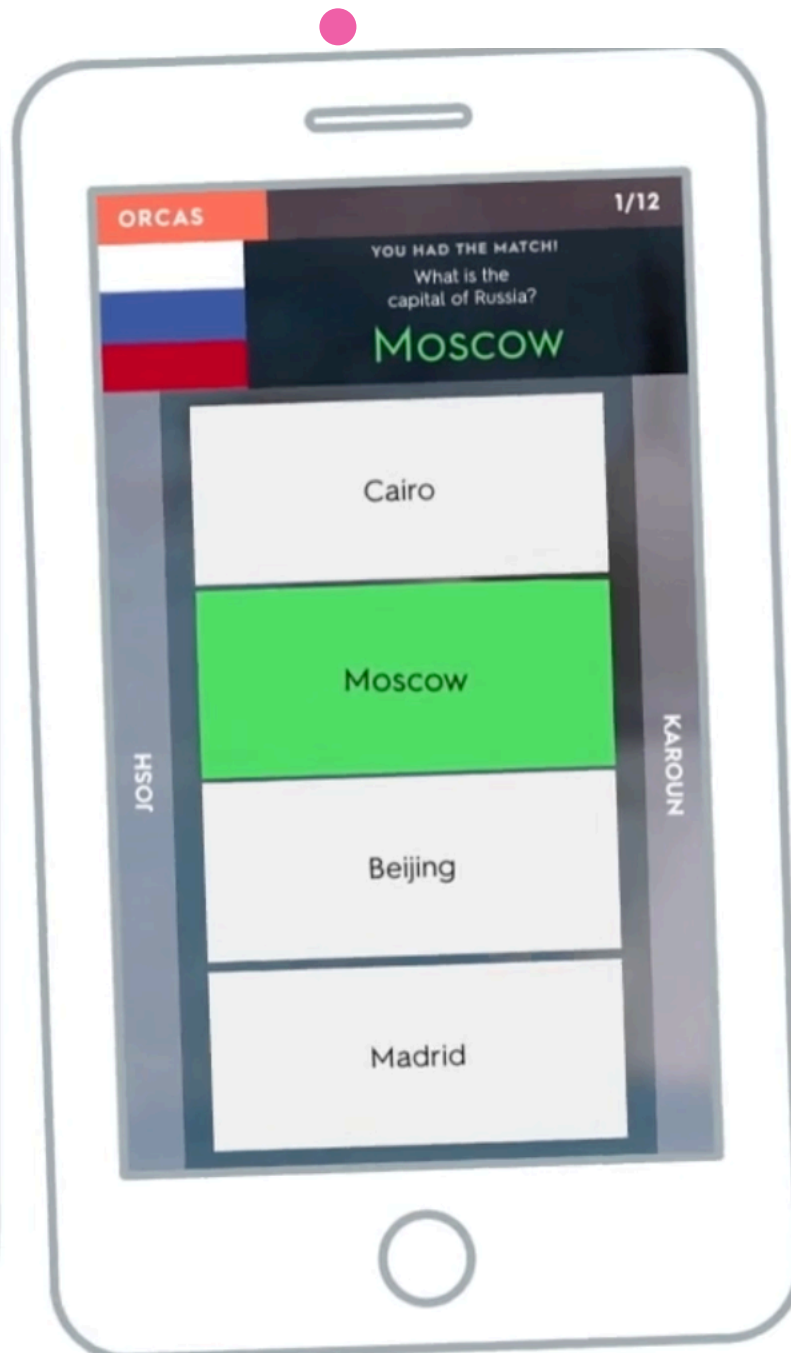 ORCAS
1/12
YOU HAD THE MATCH!
What is the
capital of Russia?
Moscow
Cairo
Moscow
Beijing
Madrid
JOSH
KAROUN